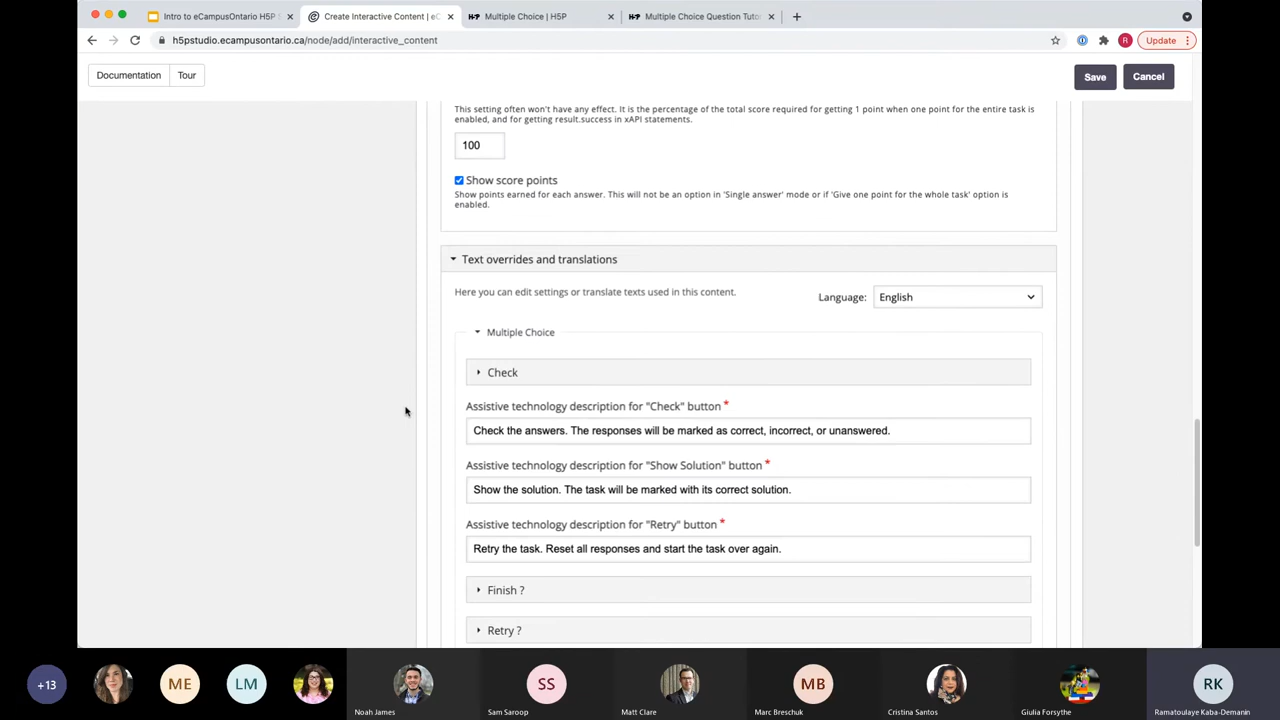 Intro to eCampusOntario H5P
Create Interactive Content | eC
H-P Multiple Choice | H5P
H-P Multiple Choice Question Tuto
h5pstudio.ecampusontario.ca/node/add/interactive_content
R
Update
Documentation
Tour
Save
Cancel
This setting often won't have any effect. It is the percentage of the total score required for getting 1 point when one point for the entire task is
enabled, and for getting result.success in xAPI statements.
100
Show score points
Show points earned for each answer. This will not be an option in 'Single answer' mode or if 'Give one point for the whole task' option is
enabled.
Text overrides and translations
Here you can edit settings or translate texts used in this content.
Language:
English
Multiple Choice
Check
Assistive technology description for "Check" button *
Check the answers. The responses will be marked as correct, incorrect, or unanswered.
Assistive technology description for "Show Solution" button *
Show the solution. The task will be marked with its correct solution.
Assistive technology description for "Retry" button *
Retry the task. Reset all responses and start the task over again.
Finish ?
Retry ?
+13
ME
LM
SS
MB
RK
Noah James
Sam Saroop
Matt Clare
Marc Breschuk
Cristina Santos
Giulia Forsythe
Ramatoulaye Kaba-Demanin